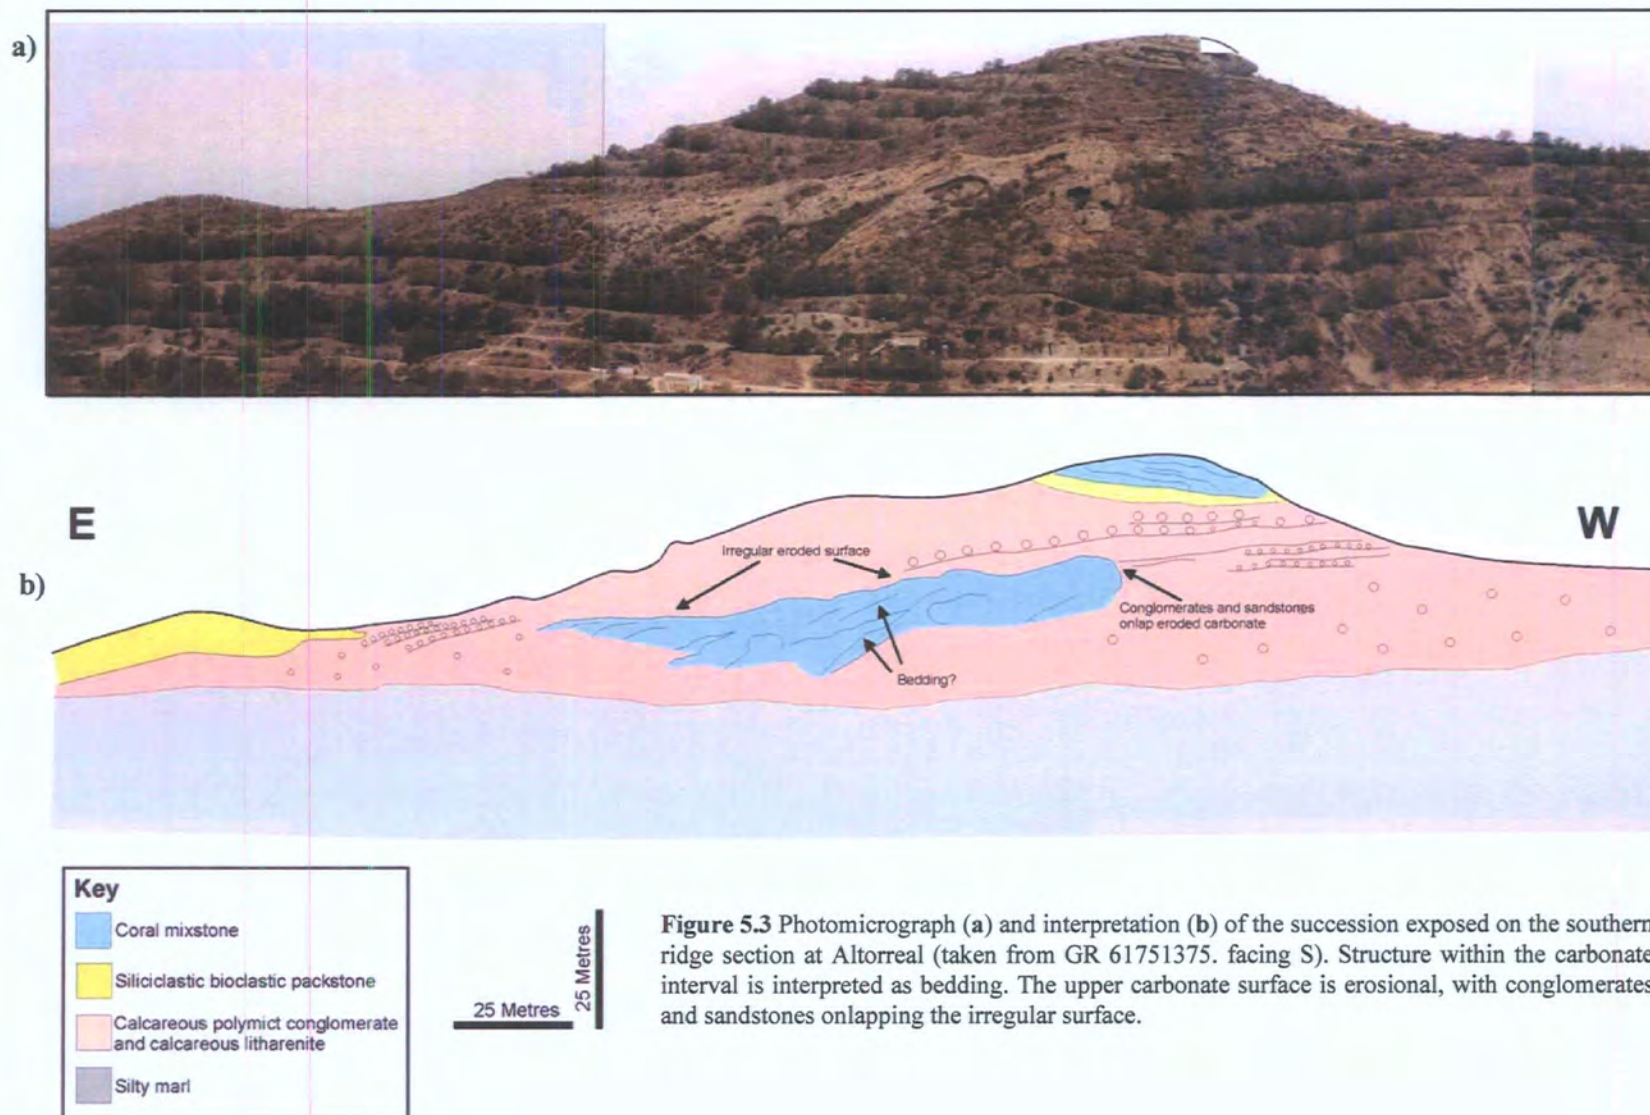 a)
E
W
Irregular eroded surface
Conglomerates and sandstones
onlap eroded carbonate
b)
Bedding?
Key
Coral mixstone
Siliciclastic bioclastic packstone
Calcareous polymict conglomerate
and calcareous litharenite
Silty marl
25 Metres
25 Metres
Figure 5.3 Photomicrograph (a) and interpretation (b) of the succession exposed on the southern
ridge section at Altorreal (taken from GR 61751375. facing S). Structure within the carbonate
interval is interpreted as bedding. The upper carbonate surface is erosional, with conglomerates
and sandstones onlapping the irregular surface.